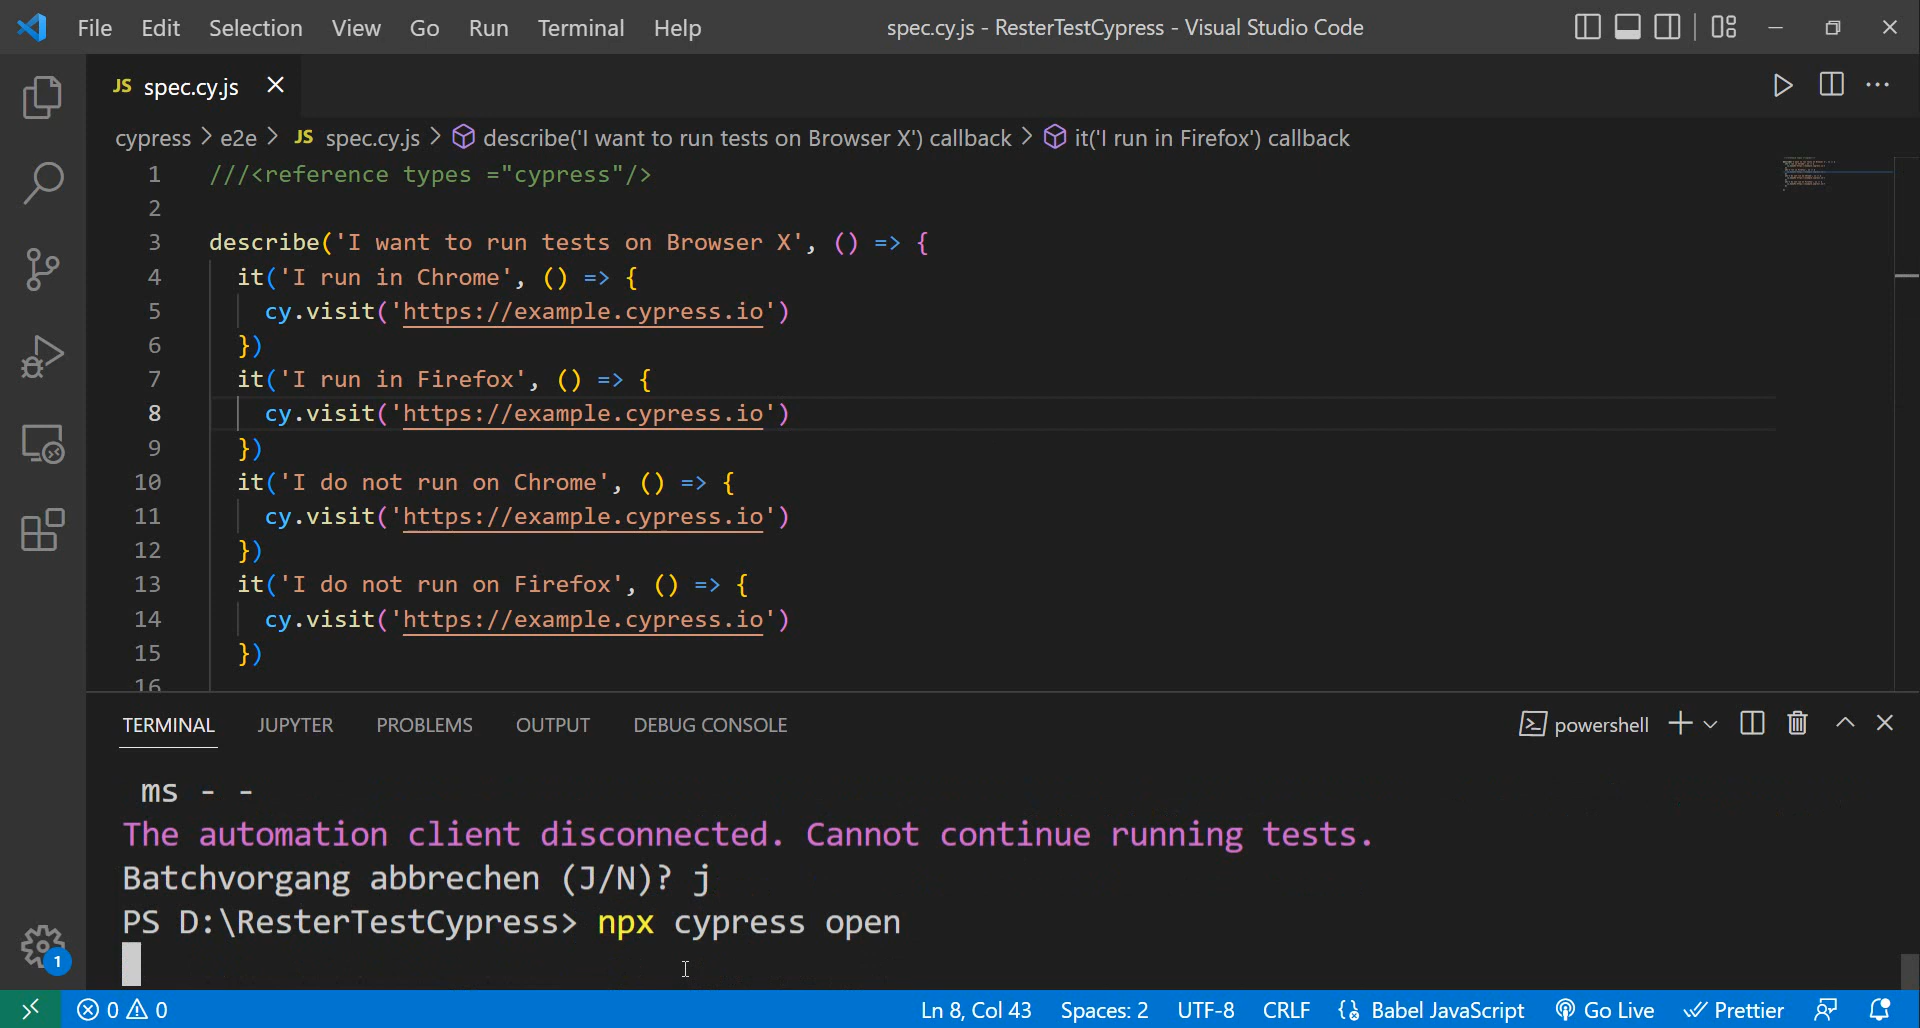 File Edit Selection View Go Run Terminal Help spec.cy.js - ResterTestCypress - Visual Studio Code
JS spec.cy.js
cypress > e2e > JS spec.cy.js > describe('I want to run tests on Browser X') callback > it('I run in Firefox') callback
1 ///<reference types ="cypress"/>
2
3 describe('I want to run tests on Browser X', () => {
4 it('I run in Chrome', () => {
5 cy.visit('https://example.cypress.io')
6 })
7 it('I run in Firefox', () => {
8 cy.visit('https://example.cypress.io')
9 })
10 it('I do not run on Chrome', () => {
11 cy.visit('https://example.cypress.io')
12 })
13 it('I do not run on Firefox', () => {
14 cy.visit('https://example.cypress.io')
15 })
16
TERMINAL JUPYTER PROBLEMS OUTPUT DEBUG CONSOLE powershell
ms - -
The automation client disconnected. Cannot continue running tests.
Batchvorgang abbrechen (J/N)? j
PS D:\ResterTestCypress> npx cypress open
1
0 0 Ln 8, Col 43 Spaces: 2 UTF-8 CRLF {} Babel JavaScript Go Live Prettier